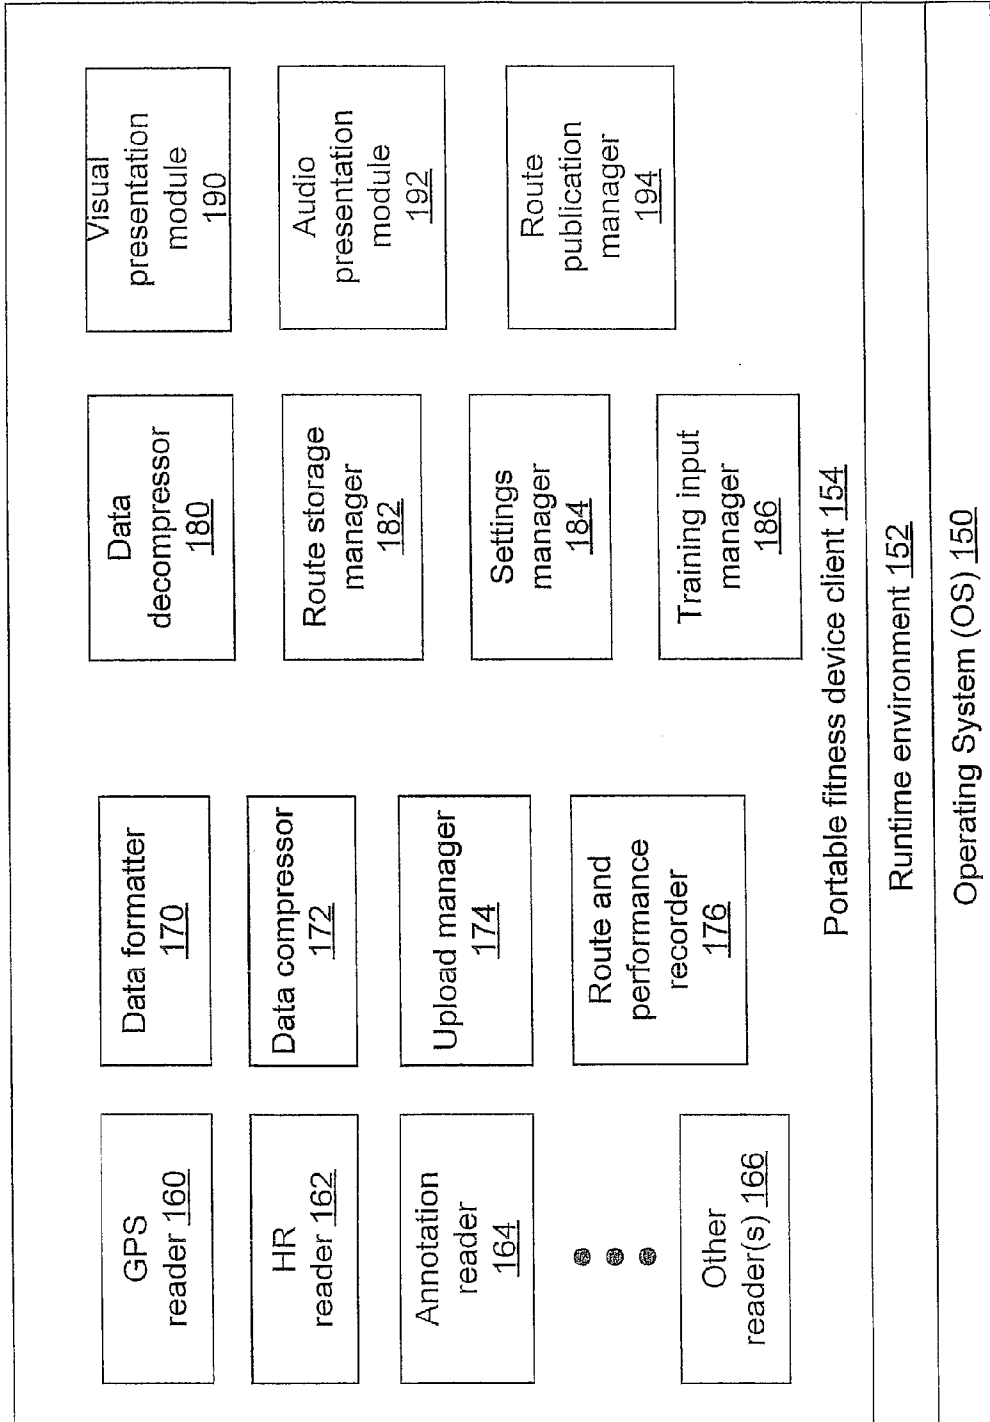 GPS
reader 160
HR
reader 162
Annotation
reader
164
Other
reader(s) 166
Data formatter
170
Data compressor
172
Upload manager
174
Route and
performance
recorder
176
Data
decompressor
180
Route storage
manager
182
Settings
manager
184
Training input
manager
186
Visual
presentation
module
190
Audio
presentation
module
192
Route
publication
manager
194
Portable fitness device client 154
Runtime environment 152
Operating System (OS) 150